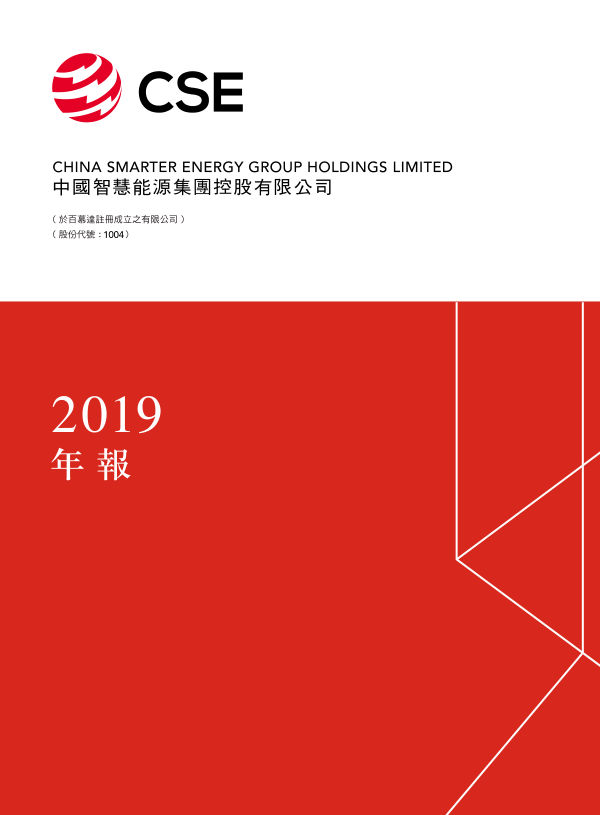 CSE
CHINA SMARTER ENERGY GROUP HOLDINGS LIMITED
中國智慧能源集團控股有限公司
（於百慕達註冊成立之有限公司）
（股份代號：1004）
2019
年報